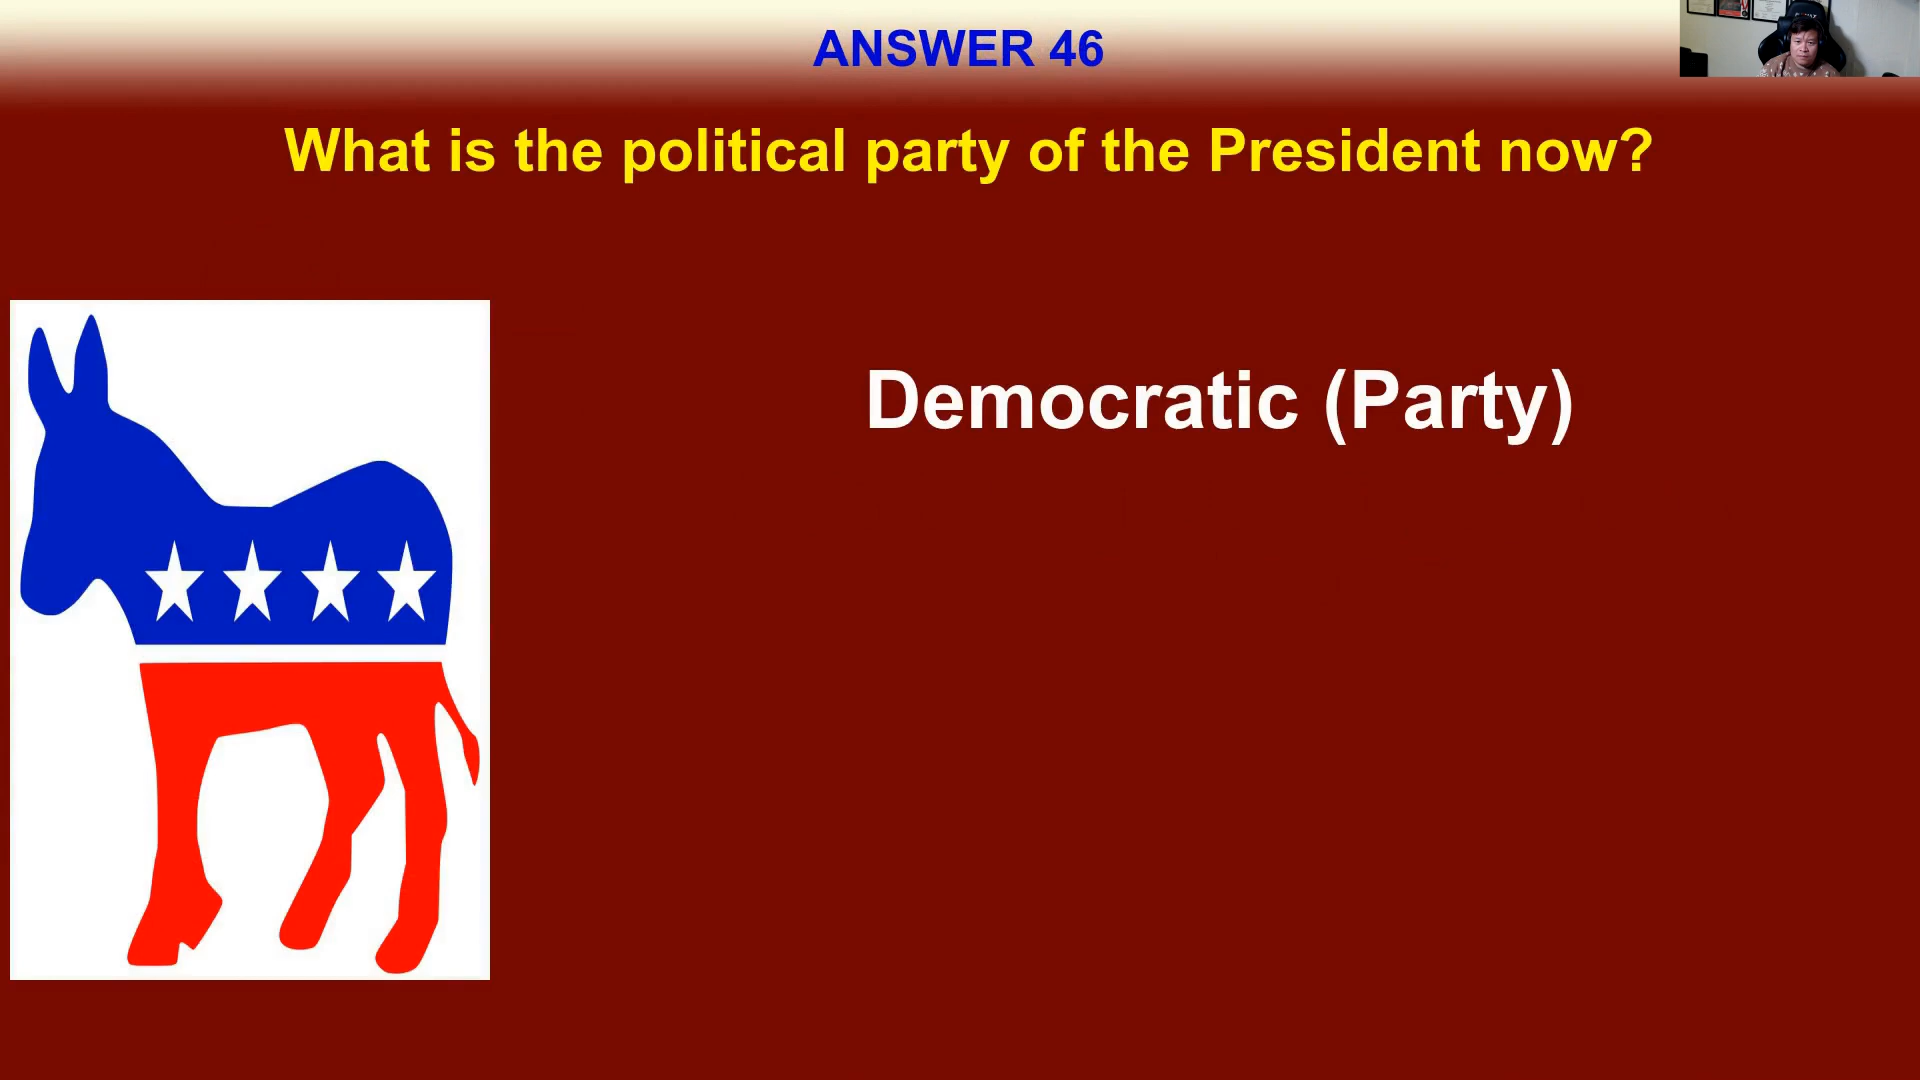 ANSWER 46
What is the political party of the President now?
Democratic (Party)